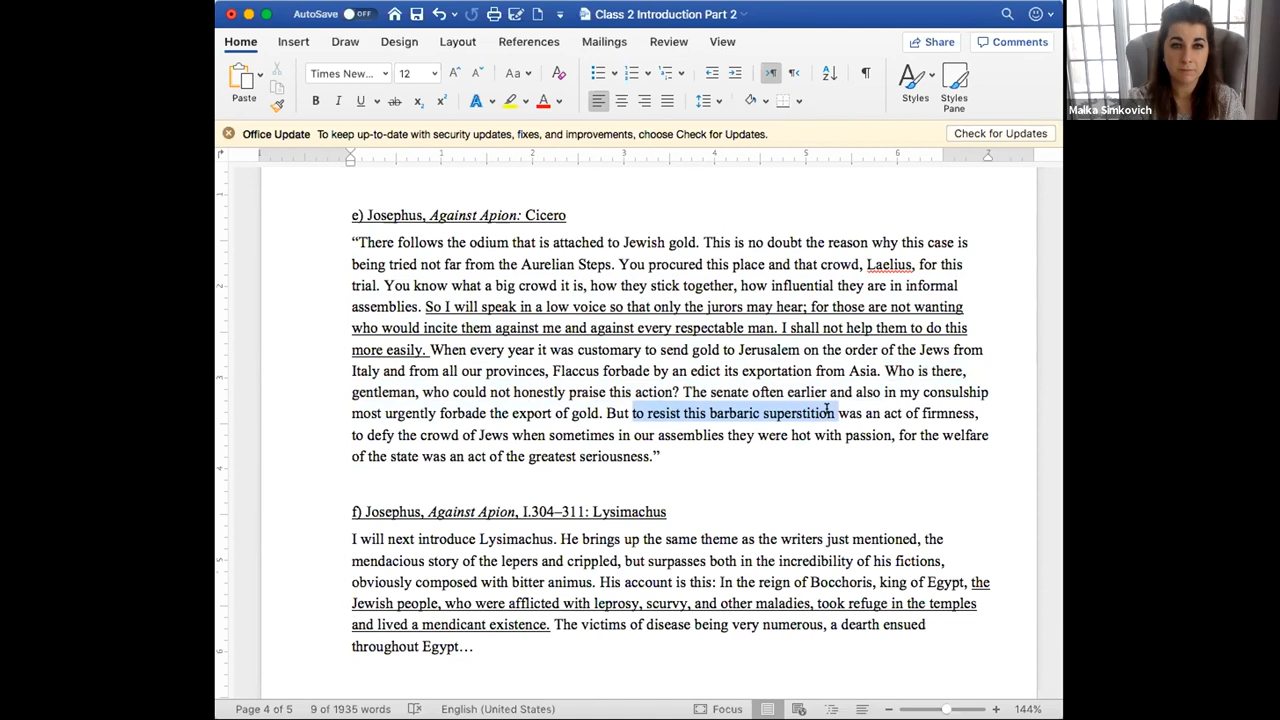 AutoSave OFF
Class 2 Introduction Part 2
Home Insert Draw Design Layout References Mailings Review View
Share Comments
Malka Simkovich
Paste
Times New... 12
Aa
B I U ab x₂ x²
A A
Styles Styles Pane
Office Update To keep up-to-date with security updates, fixes, and improvements, choose Check for Updates.
Check for Updates
1 1 2 3 4 5 6 7
e) Josephus, Against Apion: Cicero
“There follows the odium that is attached to Jewish gold. This is no doubt the reason why this case is
being tried not far from the Aurelian Steps. You procured this place and that crowd, Laelius, for this
trial. You know what a big crowd it is, how they stick together, how influential they are in informal
assemblies. So I will speak in a low voice so that only the jurors may hear; for those are not wanting
who would incite them against me and against every respectable man. I shall not help them to do this
more easily. When every year it was customary to send gold to Jerusalem on the order of the Jews from
Italy and from all our provinces, Flaccus forbade by an edict its exportation from Asia. Who is there,
gentleman, who could not honestly praise this action? The senate often earlier and also in my consulship
most urgently forbade the export of gold. But to resist this barbaric superstition was an act of firmness,
to defy the crowd of Jews when sometimes in our assemblies they were hot with passion, for the welfare
of the state was an act of the greatest seriousness.”
f) Josephus, Against Apion, I.304–311: Lysimachus
I will next introduce Lysimachus. He brings up the same theme as the writers just mentioned, the
mendacious story of the lepers and crippled, but surpasses both in the incredibility of his fictions,
obviously composed with bitter animus. His account is this: In the reign of Bocchoris, king of Egypt, the
Jewish people, who were afflicted with leprosy, scurvy, and other maladies, took refuge in the temples
and lived a mendicant existence. The victims of disease being very numerous, a dearth ensued
throughout Egypt…
Page 4 of 5 9 of 1935 words English (United States) Focus 144%